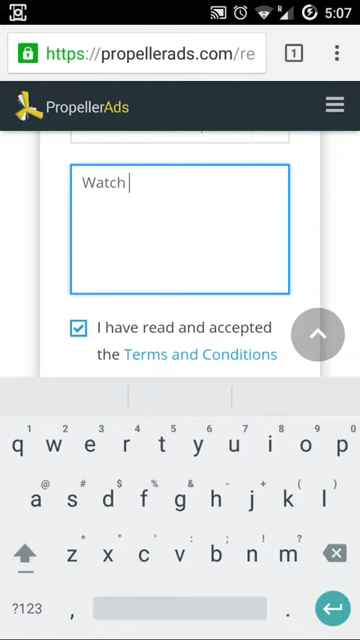 R
5:07
https://propellerads.com/re
1
PropellerAds
Watch
I have read and accepted
the Terms and Conditions
1 2 3 4 5 6 7 8 9 0
q w e r t y u i o p
@ # $ % & - + ( )
a s d f g h j k l
* " ' : ; ! ?
z x c v b n m
?123 , .